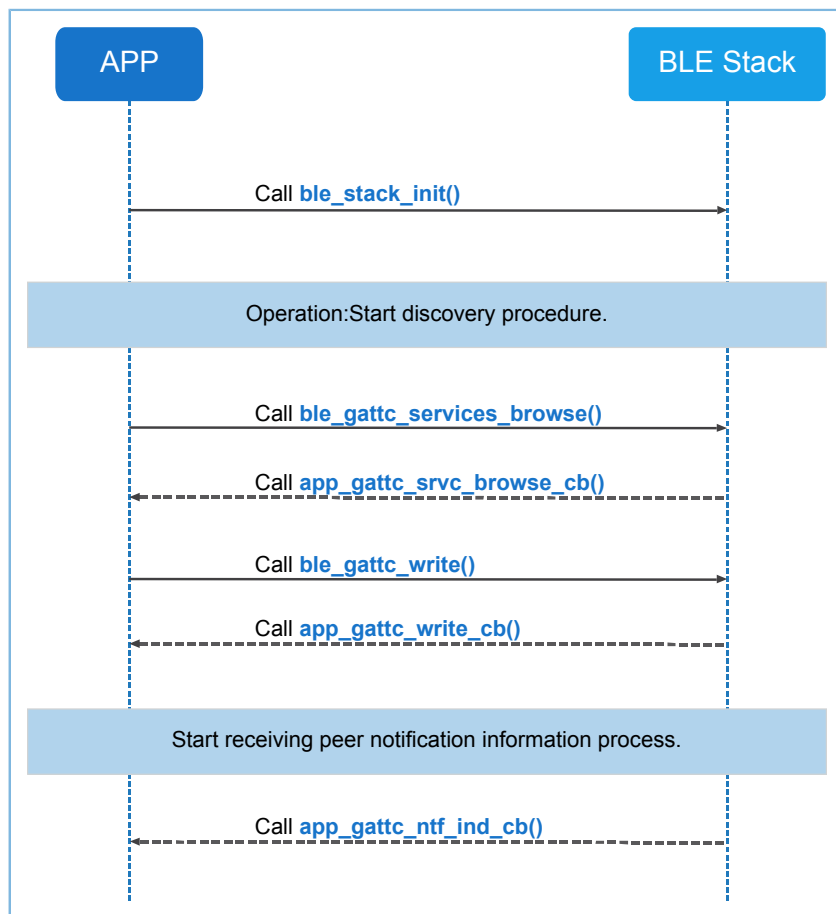 APP
BLE Stack
Call ble_stack_init()
Operation:Start discovery procedure.
Call ble_gattc_services_browse()
Call app_gattc_srvc_browse_cb()
Call ble_gattc_write()
Call app_gattc_write_cb()
Start receiving peer notification information process.
Call app_gattc_ntf_ind_cb()